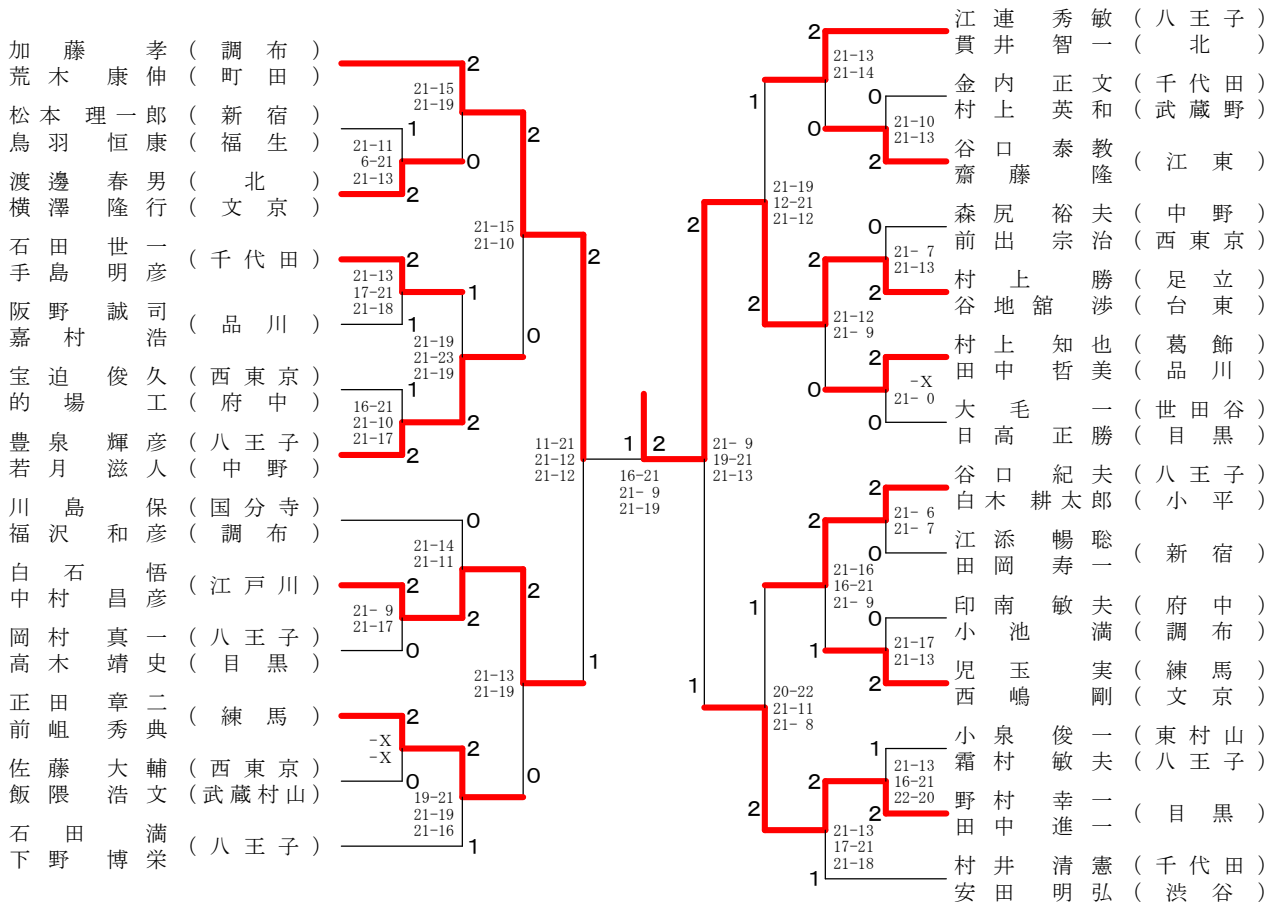 加藤 孝 ( 調布 )
荒木 康伸 ( 町田 )
2
21-15
21-19
松本 理一郎 ( 新宿 )
鳥羽 恒康 ( 福生 )
1
21-11
6-21
21-13
0
2
渡邊 春男 ( 北 )
横澤 隆行 ( 文京 )
2
21-15
21-10
石田 世一
手島 明彦
( 千代田 )
2
21-13
17-21
21-18
1
2
阪野 誠司
嘉村 浩
( 品川 )
1
21-19
21-23
21-19
0
宝迫 俊久 ( 西東京 )
的場 工 ( 府中 )
1
16-21
21-10
21-17
2
豊泉 輝彦 ( 八王子 )
若月 滋人 ( 中野 )
2
11-21
21-12
21-12
川島 保 ( 国分寺 )
福沢 和彦 ( 調布 )
0
21-14
21-11
白石 悟
中村 昌彦
( 江戸川 )
2
21- 9
21-17
2
2
岡村 真一 ( 八王子 )
高木 靖史 ( 目黒 )
0
21-13
21-19
1
正田 章二
前岨 秀典
( 練馬 )
2
-X
-X
2
佐藤 大輔 ( 西東京 )
飯隈 浩文 ( 武蔵村山 )
0
19-21
21-19
21-16
0
石田 満
下野 博栄
( 八王子 )
1
1 2
16-21
21- 9
21-19
江連 秀敏 ( 八王子 )
貫井 智一 ( 北 )
2
21-13
21-14
1
金内 正文 ( 千代田 )
村上 英和 ( 武蔵野 )
0
21-10
21-13
0
谷口 泰教
齋藤 隆
( 江東 )
2
21-19
12-21
21-12
2
森尻 裕夫 ( 中野 )
前出 宗治 ( 西東京 )
0
21- 7
21-13
2
村上 勝 ( 足立 )
谷地舘 渉 ( 台東 )
2
2
21-12
21- 9
村上 知也 ( 葛飾 )
田中 哲美 ( 品川 )
2
-X
21- 0
0
大毛 一 ( 世田谷 )
日高 正勝 ( 目黒 )
0
21- 9
19-21
21-13
谷口 紀夫 ( 八王子 )
白木 耕太郎 ( 小平 )
2
21- 6
21- 7
2
江添 暢聡
田岡 寿一
( 新宿 )
0
21-16
16-21
21- 9
1
印南 敏夫 ( 府中 )
小池 満 ( 調布 )
0
21-17
21-13
1
児玉 実 ( 練馬 )
西嶋 剛 ( 文京 )
2
1
20-22
21-11
21- 8
小泉 俊一 ( 東村山 )
霜村 敏夫 ( 八王子 )
1
21-13
16-21
22-20
2
野村 幸一
田中 進一
( 目黒 )
2
2
21-13
17-21
21-18
村井 清憲 ( 千代田 )
安田 明弘 ( 渋谷 )
1